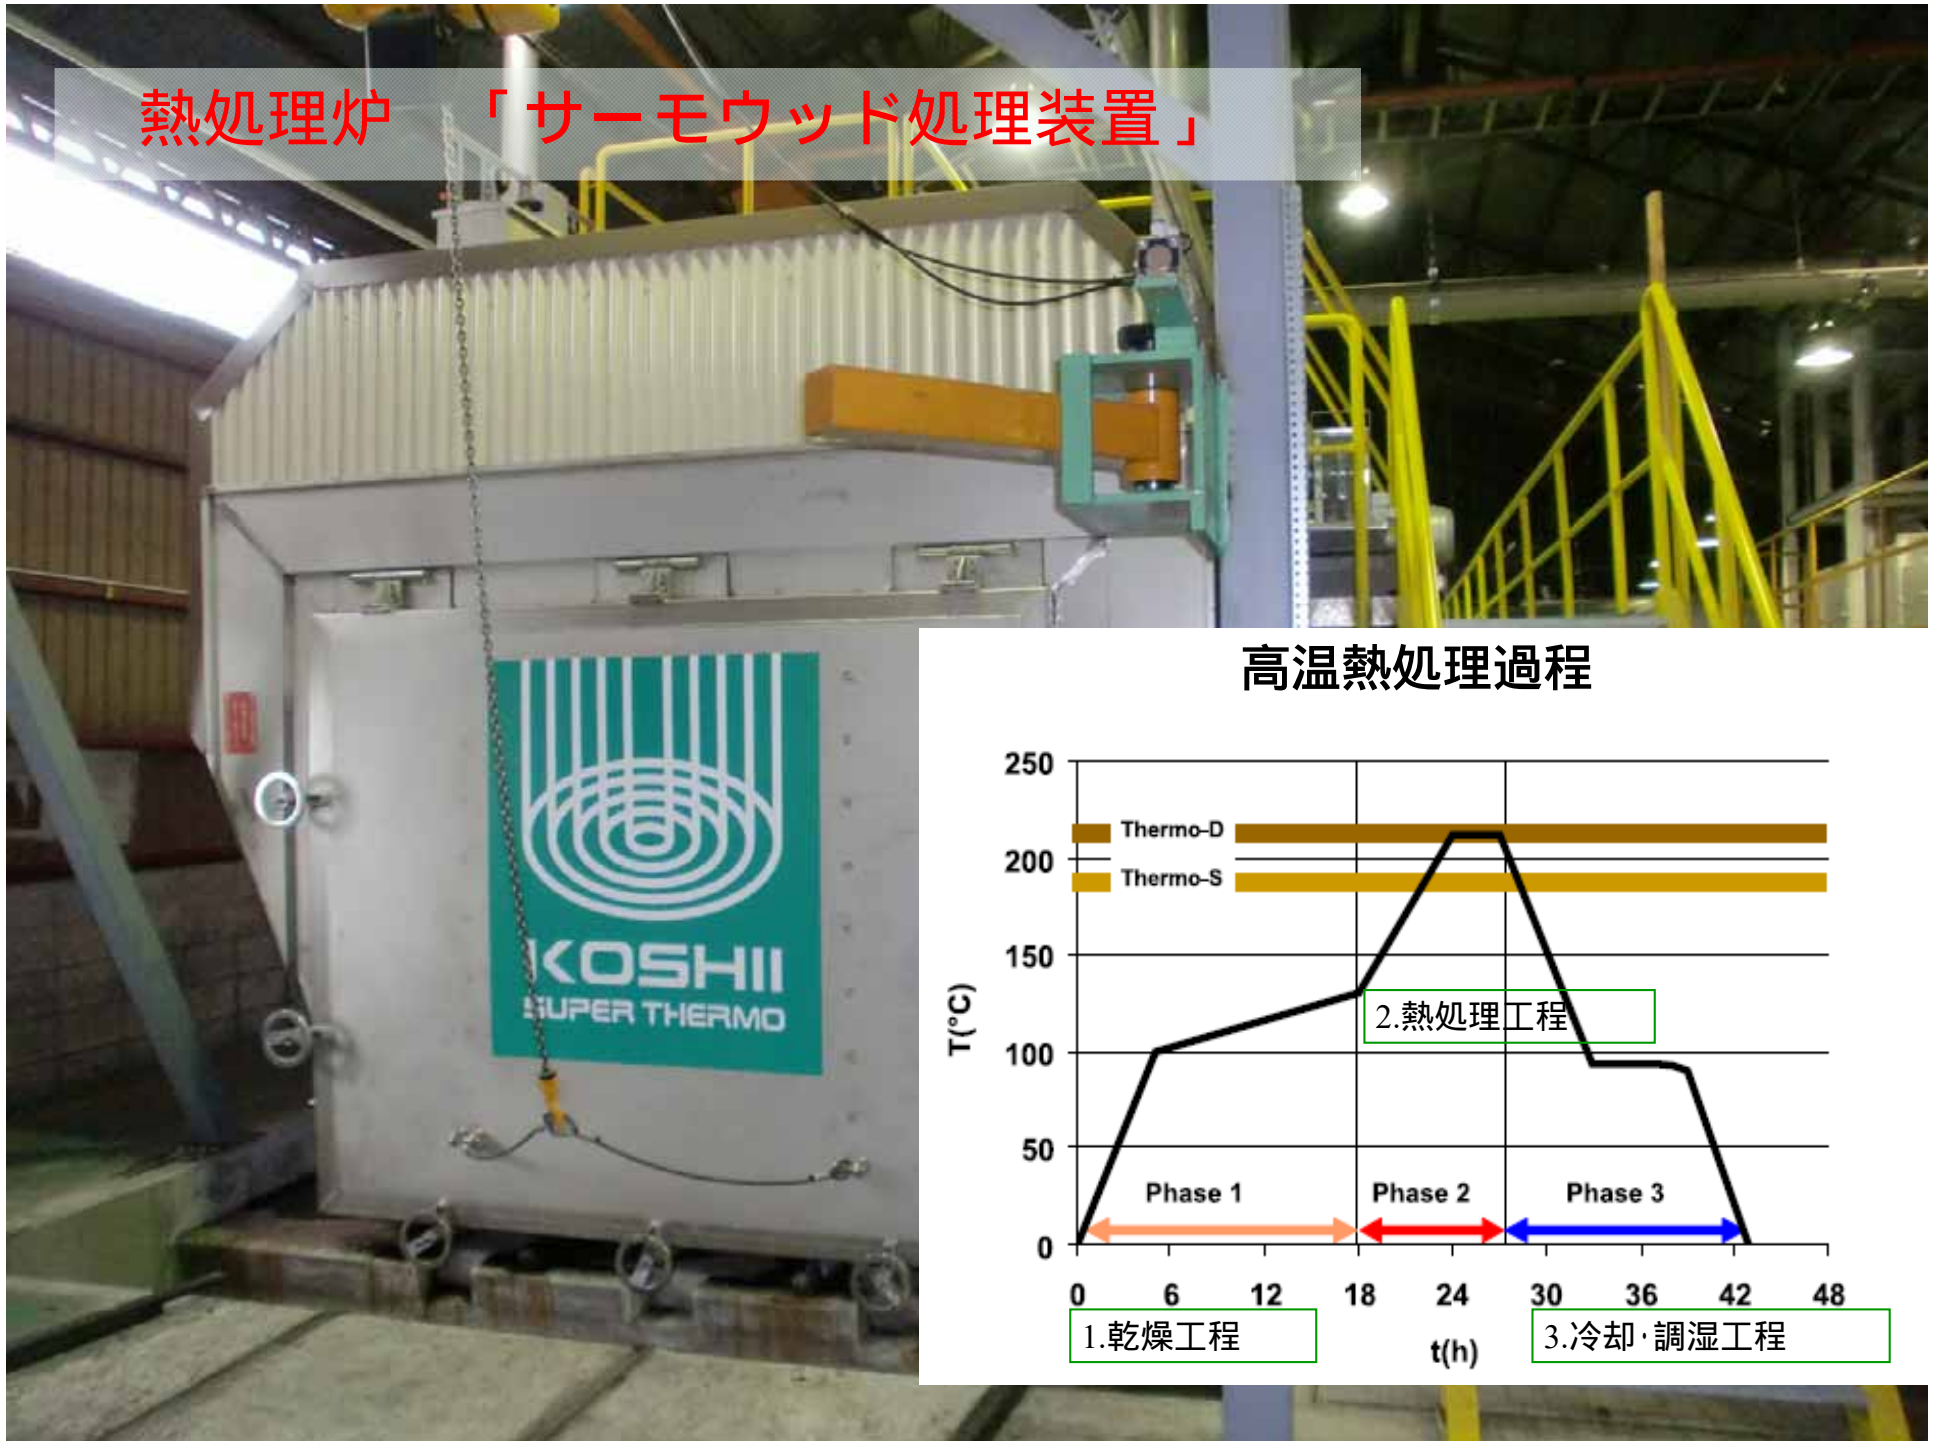 熱処理炉 「サーモウッド処理装置」
KOSHII
SUPER THERMO
高温熱処理過程
250
200
150
100
50
0
T(°C)
Thermo-D
Thermo-S
2.熱処理工程
Phase 1 Phase 2 Phase 3
0 6 12 18 24 30 36 42 48
1.乾燥工程
t(h)
3.冷却・調湿工程